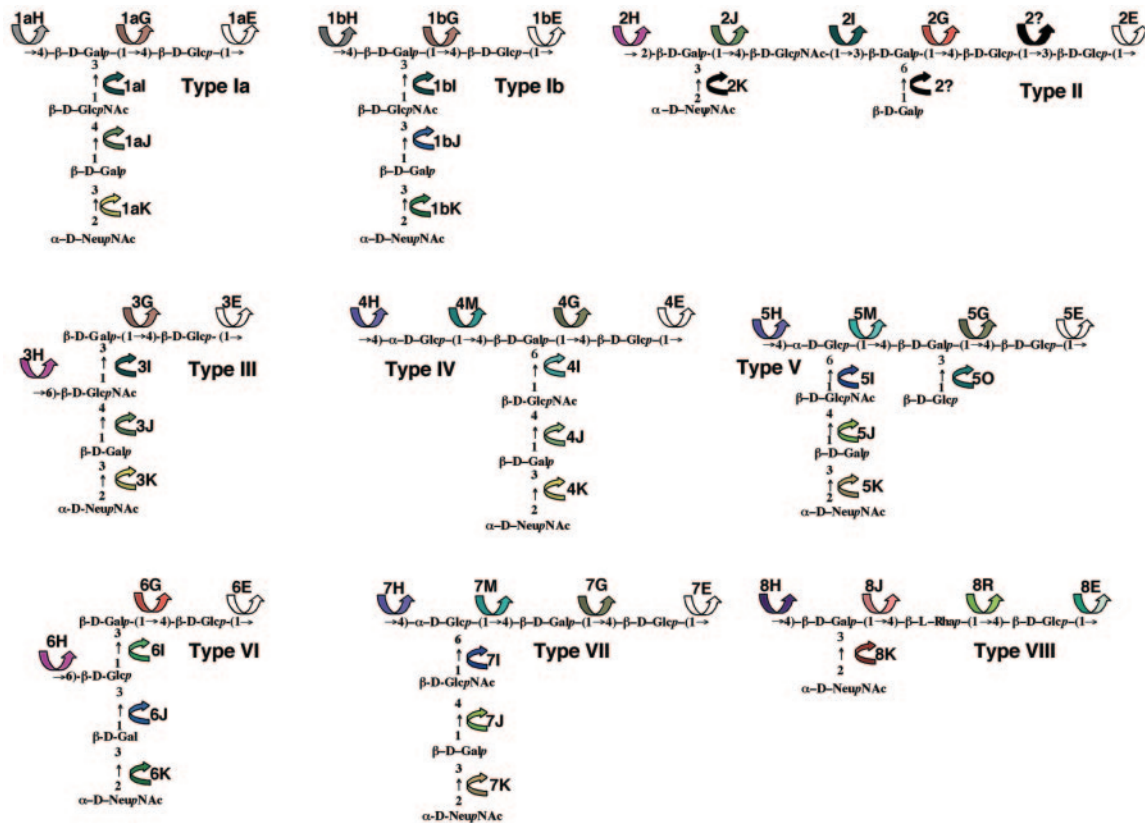 1aH 1aG 1aE
→4)-β-D-Galp-(1→4)-β-D-Glcp-(1→
3
↑ 1aI
1
Type Ia
β-D-GlcpNAc
4
↑ 1aJ
1
β-D-Galp
3
↑ 1aK
2
α-D-NeupNAc
1bH 1bG 1bE
→4)-β-D-Galp-(1→4)-β-D-Glcp-(1→
3
↑ 1bI
1
Type Ib
β-D-GlcpNAc
3
↑ 1bJ
1
β-D-Galp
3
↑ 1bK
2
α-D-NeupNAc
2H 2J 2I 2G 2? 2E
→2)-β-D-Galp-(1→4)-β-D-GlcpNAc-(1→3)-β-D-Galp-(1→4)-β-D-Glcp-(1→3)-β-D-Glcp-(1→
3 6
↑ 2K ↑ 2?
2 1
Type II
α-D-NeupNAc β-D-Galp
3G 3E
β-D-Galp-(1→4)-β-D-Glcp-(1→
3H 3
↑ 3I
1
Type III
→6)-β-D-GlcpNAc
4
↑ 3J
1
β-D-Galp
3
↑ 3K
2
α-D-NeupNAc
4H 4M 4G 4E
→4)-α-D-Glcp-(1→4)-β-D-Galp-(1→4)-β-D-Glcp-(1→
6
Type IV ↑ 4I
1
β-D-GlcpNAc
4
↑ 4J
1
β-D-Galp
3
↑ 4K
2
α-D-NeupNAc
5H 5M 5G 5E
→4)-α-D-Glcp-(1→4)-β-D-Galp-(1→4)-β-D-Glcp-(1→
Type V 6 3
↑ 5I ↑ 5O
1 1
β-D-GlcpNAc β-D-Glcp
4
↑ 5J
1
β-D-Galp
3
↑ 5K
2
α-D-NeupNAc
6G 6E
β-D-Galp-(1→4)-β-D-Glcp-(1→
6H 3
↑ 6I
1
Type VI
→6)-β-D-Glcp
3
↑ 6J
1
β-D-Gal
3
↑ 6K
2
α-D-NeupNAc
7H 7M 7G 7E
→4)-α-D-Glcp-(1→4)-β-D-Galp-(1→4)-β-D-Glcp-(1→
6
↑ 7I
1
Type VII
β-D-GlcpNAc
4
↑ 7J
1
β-D-Galp
3
↑ 7K
2
α-D-NeupNAc
8H 8J 8R 8E
→4)-β-D-Galp-(1→4)-β-L-Rhap-(1→4)-β-D-Glcp-(1→
3
↑ 8K
2
Type VIII
α-D-NeupNAc